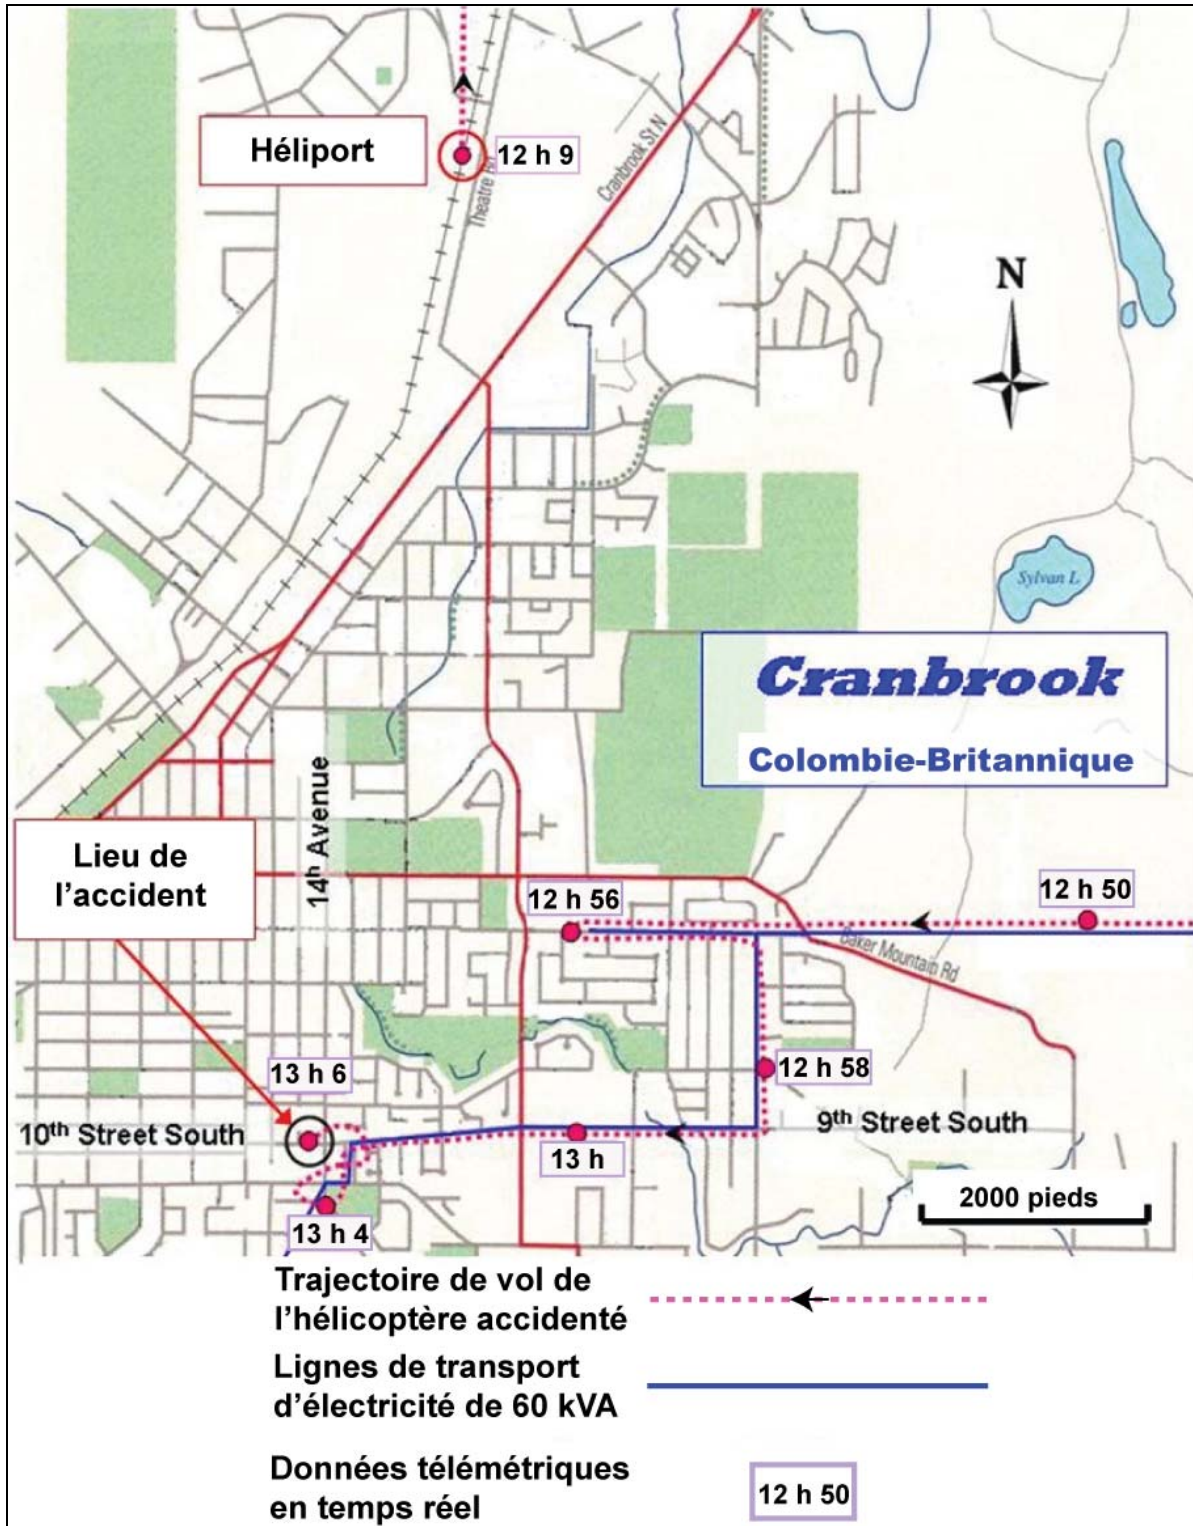 Héliport
12 h 9
Theatre Rd
Cranbrook St N
N
Sylvan L
Cranbrook
Colombie-Britannique
14h Avenue
Lieu de
l'accident
12 h 56
12 h 50
Baker Mountain Rd
13 h 6
12 h 58
10th Street South
9th Street South
13 h
2000 pieds
13 h 4
Trajectoire de vol de
l'hélicoptère accidenté
Lignes de transport
d'électricité de 60 kVA
Données télémétriques
en temps réel
12 h 50